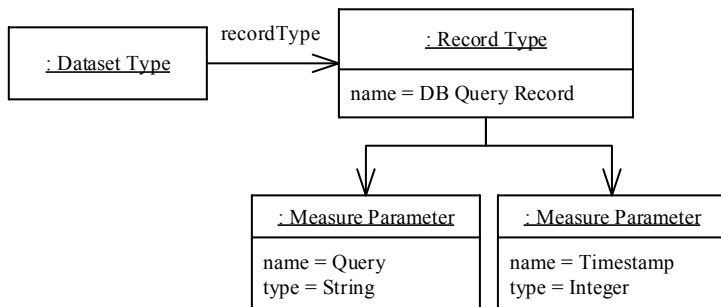 recordType
: Record Type
: Dataset Type
name = DB Query Record
: Measure Parameter
: Measure Parameter
name = Query
type = String
name = Timestamp
type = Integer